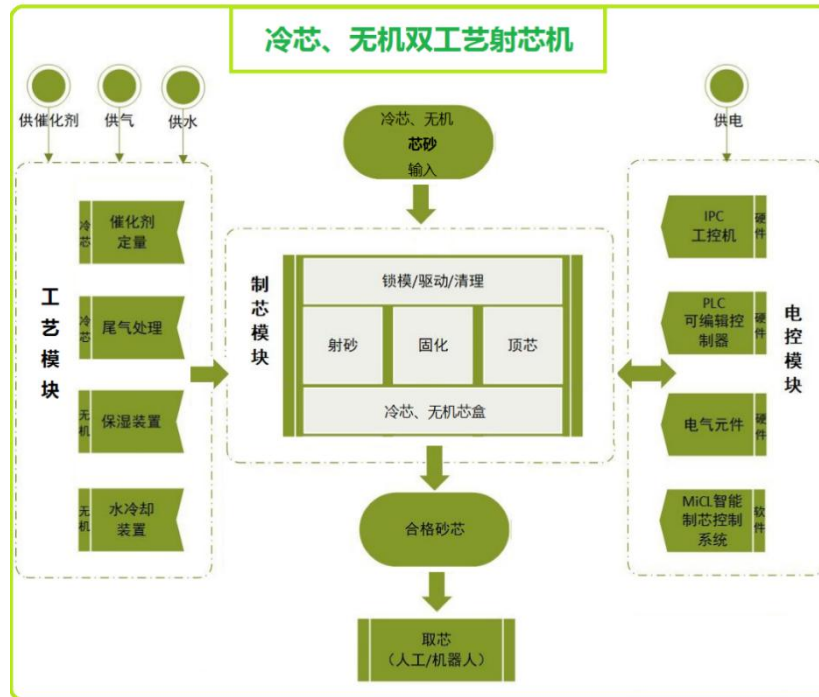 冷芯、无机双工艺射芯机
供催化剂
供气
供水
供电
冷芯、无机
芯砂
输入
工艺模块
冷芯
催化剂
定量
冷芯
尾气处理
无机
保湿装置
无机
水冷却
装置
制芯模块
锁模/驱动/清理
射砂
固化
顶芯
冷芯、无机芯盒
电控模块
IPC
工控机
硬件
PLC
可编辑控
制器
硬件
电气元件
硬件
MiCL智能
制芯控制
系统
软件
合格砂芯
取芯
（人工/机器人）